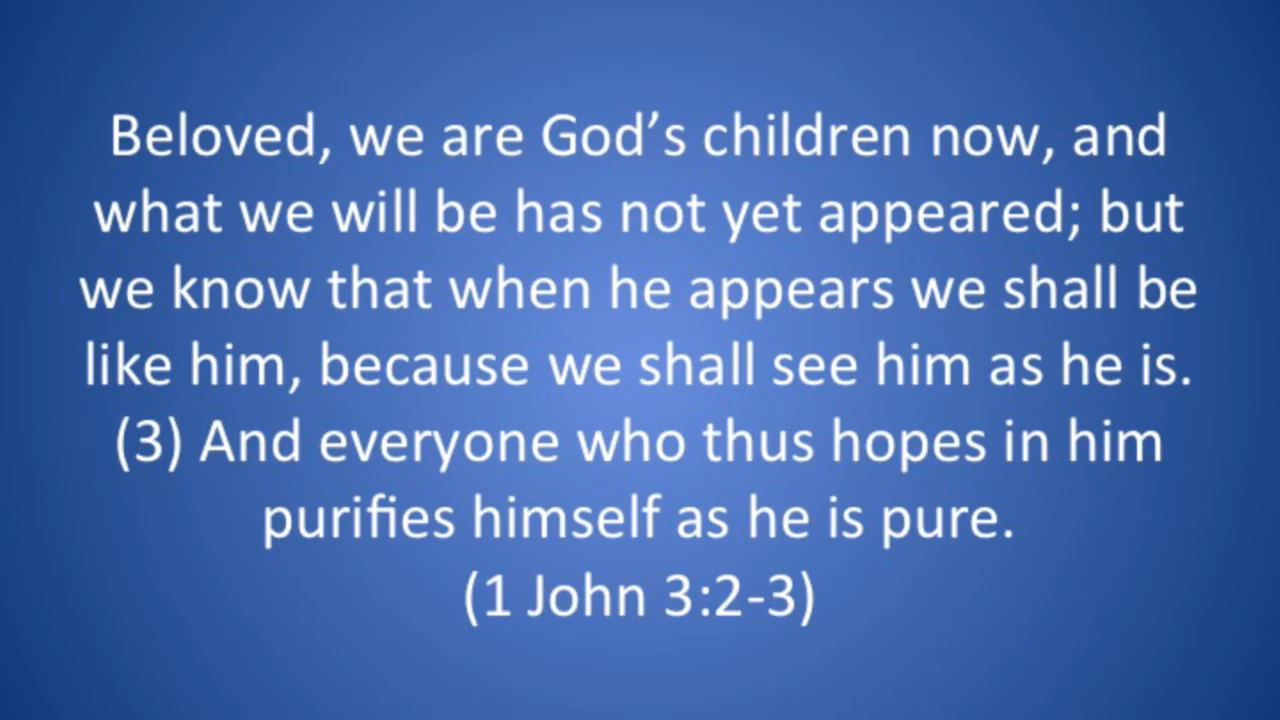 Beloved, we are God’s children now, and
what we will be has not yet appeared; but
we know that when he appears we shall be
like him, because we shall see him as he is.
(3) And everyone who thus hopes in him
purifies himself as he is pure.
(1 John 3:2-3)